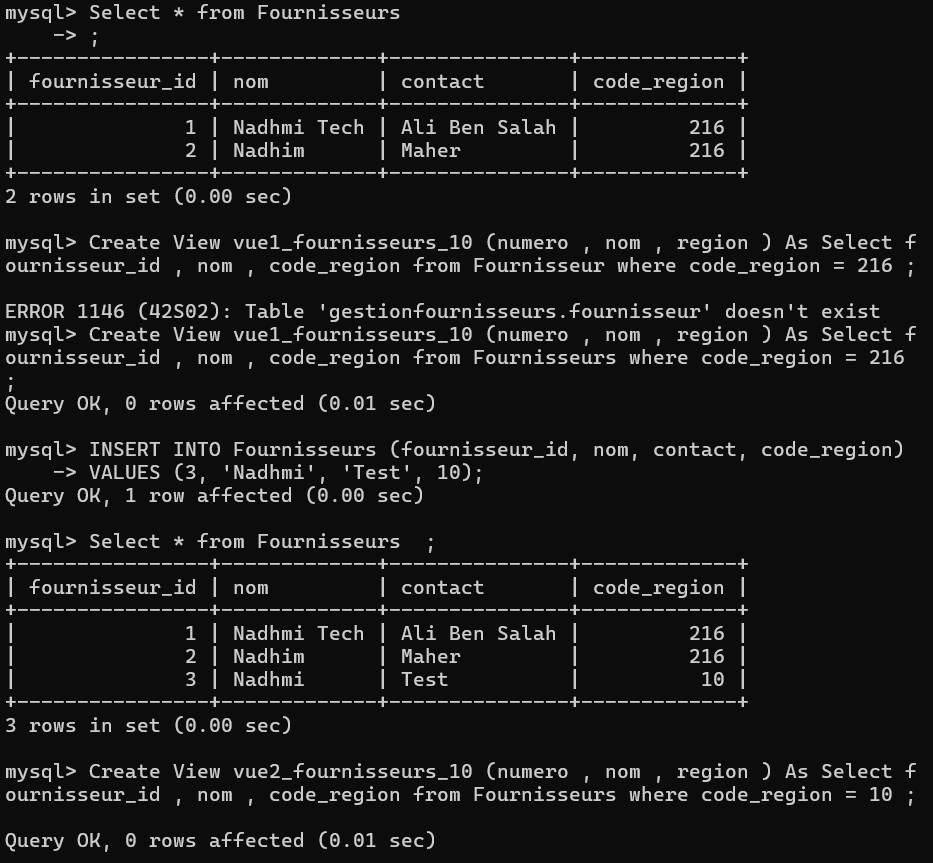 mysql> Select * from Fournisseurs
    -> ;
+----------------+-------------+---------------+-------------+
| fournisseur_id | nom         | contact       | code_region |
+----------------+-------------+---------------+-------------+
|              1 | Nadhmi Tech | Ali Ben Salah |         216 |
|              2 | Nadhim      | Maher         |         216 |
+----------------+-------------+---------------+-------------+
2 rows in set (0.00 sec)

mysql> Create View vue1_fournisseurs_10 (numero , nom , region ) As Select f
ournisseur_id , nom , code_region from Fournisseur where code_region = 216 ;

ERROR 1146 (42S02): Table 'gestionfournisseurs.fournisseur' doesn't exist
mysql> Create View vue1_fournisseurs_10 (numero , nom , region ) As Select f
ournisseur_id , nom , code_region from Fournisseurs where code_region = 216
;
Query OK, 0 rows affected (0.01 sec)

mysql> INSERT INTO Fournisseurs (fournisseur_id, nom, contact, code_region)
    -> VALUES (3, 'Nadhmi', 'Test', 10);
Query OK, 1 row affected (0.00 sec)

mysql> Select * from Fournisseurs  ;
+----------------+-------------+---------------+-------------+
| fournisseur_id | nom         | contact       | code_region |
+----------------+-------------+---------------+-------------+
|              1 | Nadhmi Tech | Ali Ben Salah |         216 |
|              2 | Nadhim      | Maher         |         216 |
|              3 | Nadhmi      | Test          |          10 |
+----------------+-------------+---------------+-------------+
3 rows in set (0.00 sec)

mysql> Create View vue2_fournisseurs_10 (numero , nom , region ) As Select f
ournisseur_id , nom , code_region from Fournisseurs where code_region = 10 ;

Query OK, 0 rows affected (0.01 sec)